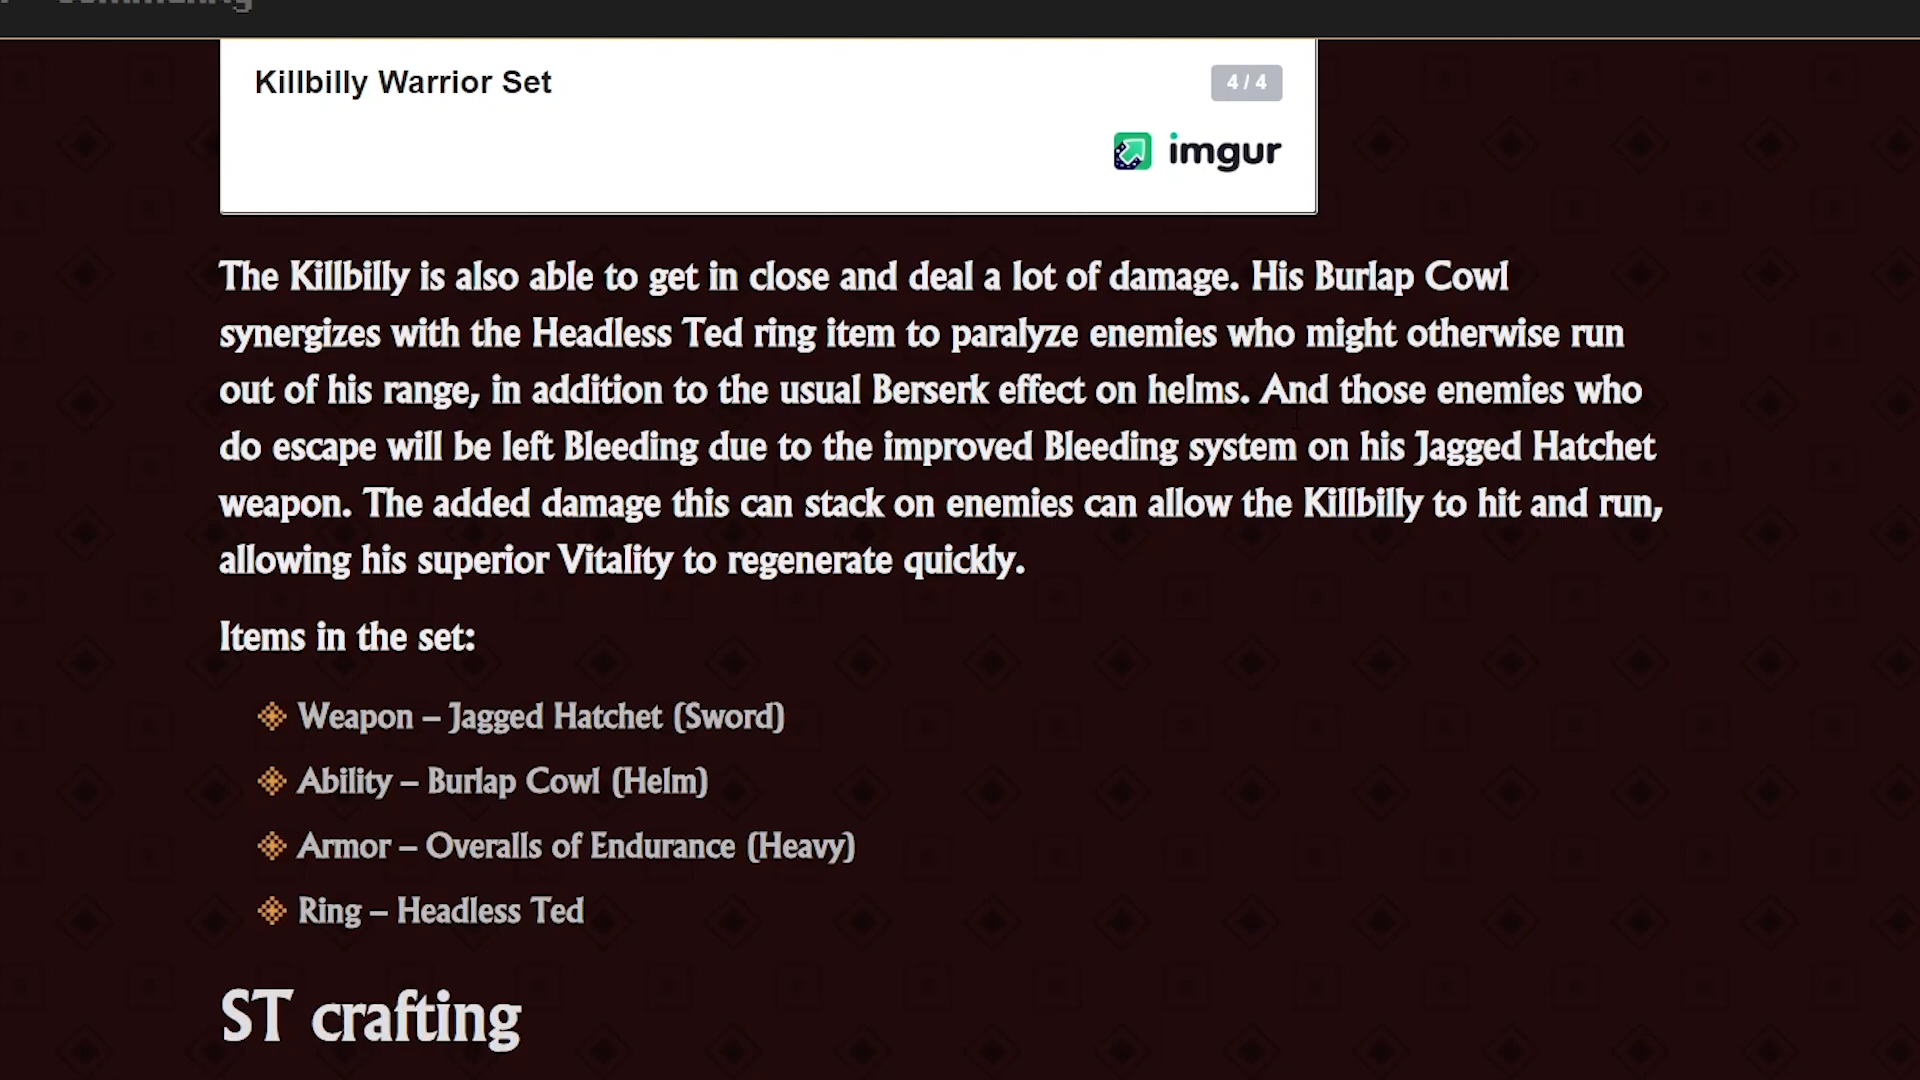 Killbilly Warrior Set
4 / 4
imgur
The Killbilly is also able to get in close and deal a lot of damage. His Burlap Cowl
synergizes with the Headless Ted ring item to paralyze enemies who might otherwise run
out of his range, in addition to the usual Berserk effect on helms. And those enemies who
do escape will be left Bleeding due to the improved Bleeding system on his Jagged Hatchet
weapon. The added damage this can stack on enemies can allow the Killbilly to hit and run,
allowing his superior Vitality to regenerate quickly.
Items in the set:
Weapon – Jagged Hatchet (Sword)
Ability – Burlap Cowl (Helm)
Armor – Overalls of Endurance (Heavy)
Ring – Headless Ted
ST crafting